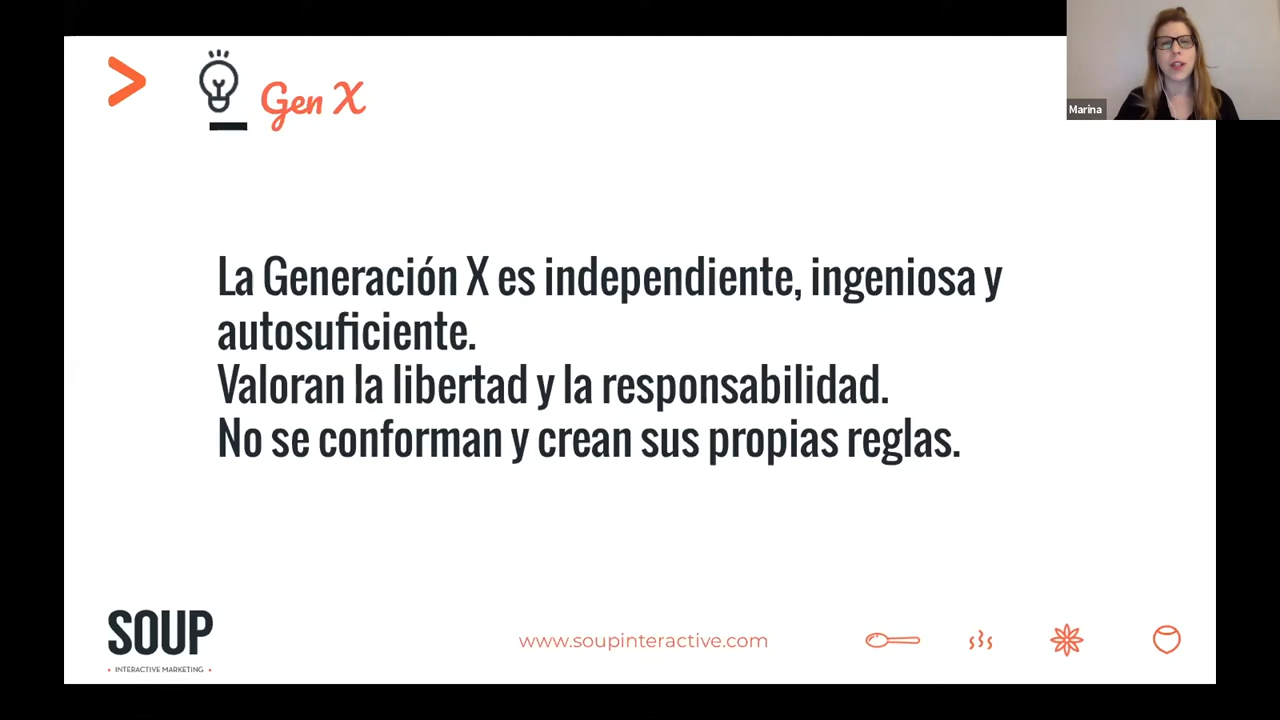 Gen X
Marina
La Generación X es independiente, ingeniosa y
autosuficiente.
Valoran la libertad y la responsabilidad.
No se conforman y crean sus propias reglas.
SOUP
INTERACTIVE MARKETING
www.soupinteractive.com